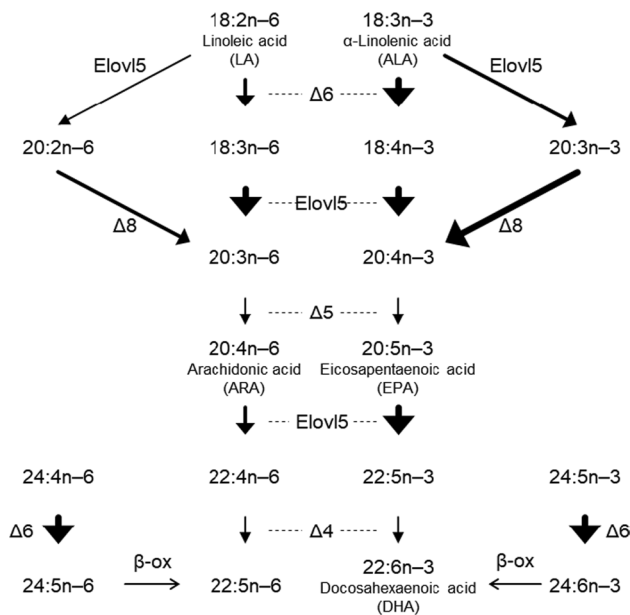 18:2n–6 18:3n–3
Linoleic acid α-Linolenic acid
(LA) (ALA)
Elovl5 Elovl5
Δ6
20:2n–6 18:3n–6 18:4n–3 20:3n–3
Elovl5
Δ8 Δ8
20:3n–6 20:4n–3
Δ5
20:4n–6 20:5n–3
Arachidonic acid Eicosapentaenoic acid
(ARA) (EPA)
Elovl5
24:4n–6 22:4n–6 22:5n–3 24:5n–3
Δ6 Δ4 Δ6
β-ox β-ox
22:6n–3
24:5n–6 22:5n–6 Docosahexaenoic acid 24:6n–3
(DHA)